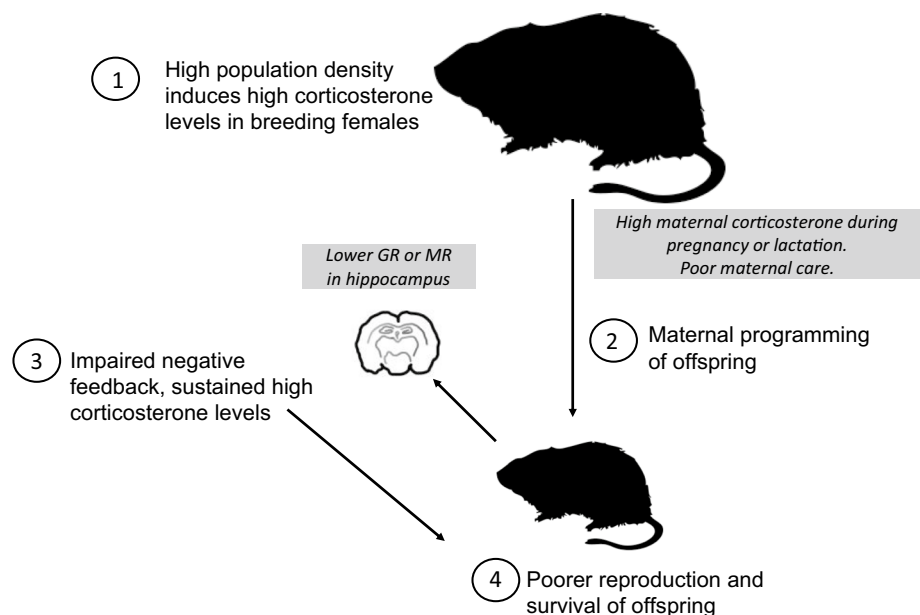 1
High population density
induces high corticosterone
levels in breeding females
High maternal corticosterone during
pregnancy or lactation.
Poor maternal care.
Lower GR or MR
in hippocampus
2
Maternal programming
of offspring
3
Impaired negative
feedback, sustained high
corticosterone levels
4
Poorer reproduction and
survival of offspring